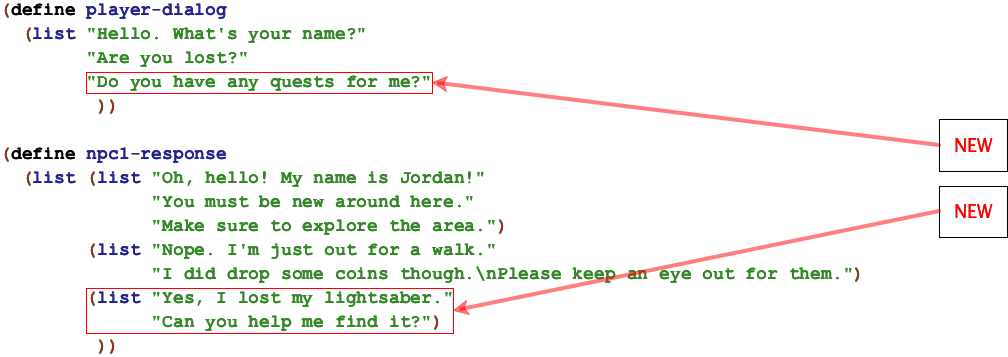 (define player-dialog
  (list "Hello. What's your name?"
        "Are you lost?"
        "Do you have any quests for me?"
         ))
NEW
(define npc1-response
  (list (list "Oh, hello! My name is Jordan!"
              "You must be new around here."
              "Make sure to explore the area.")
        (list "Nope. I'm just out for a walk."
              "I did drop some coins though.\nPlease keep an eye out for them.")
        (list "Yes, I lost my lightsaber."
              "Can you help me find it?")
         ))
NEW